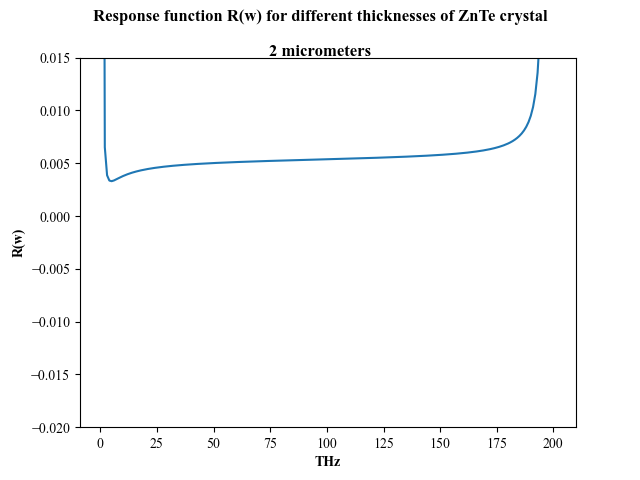 Response function R(w) for different thicknesses of ZnTe crystal
2 micrometers
0.015
0.010
0.005
0.000
−0.005
−0.010
−0.015
−0.020
R(w)
0 25 50 75 100 125 150 175 200
THz